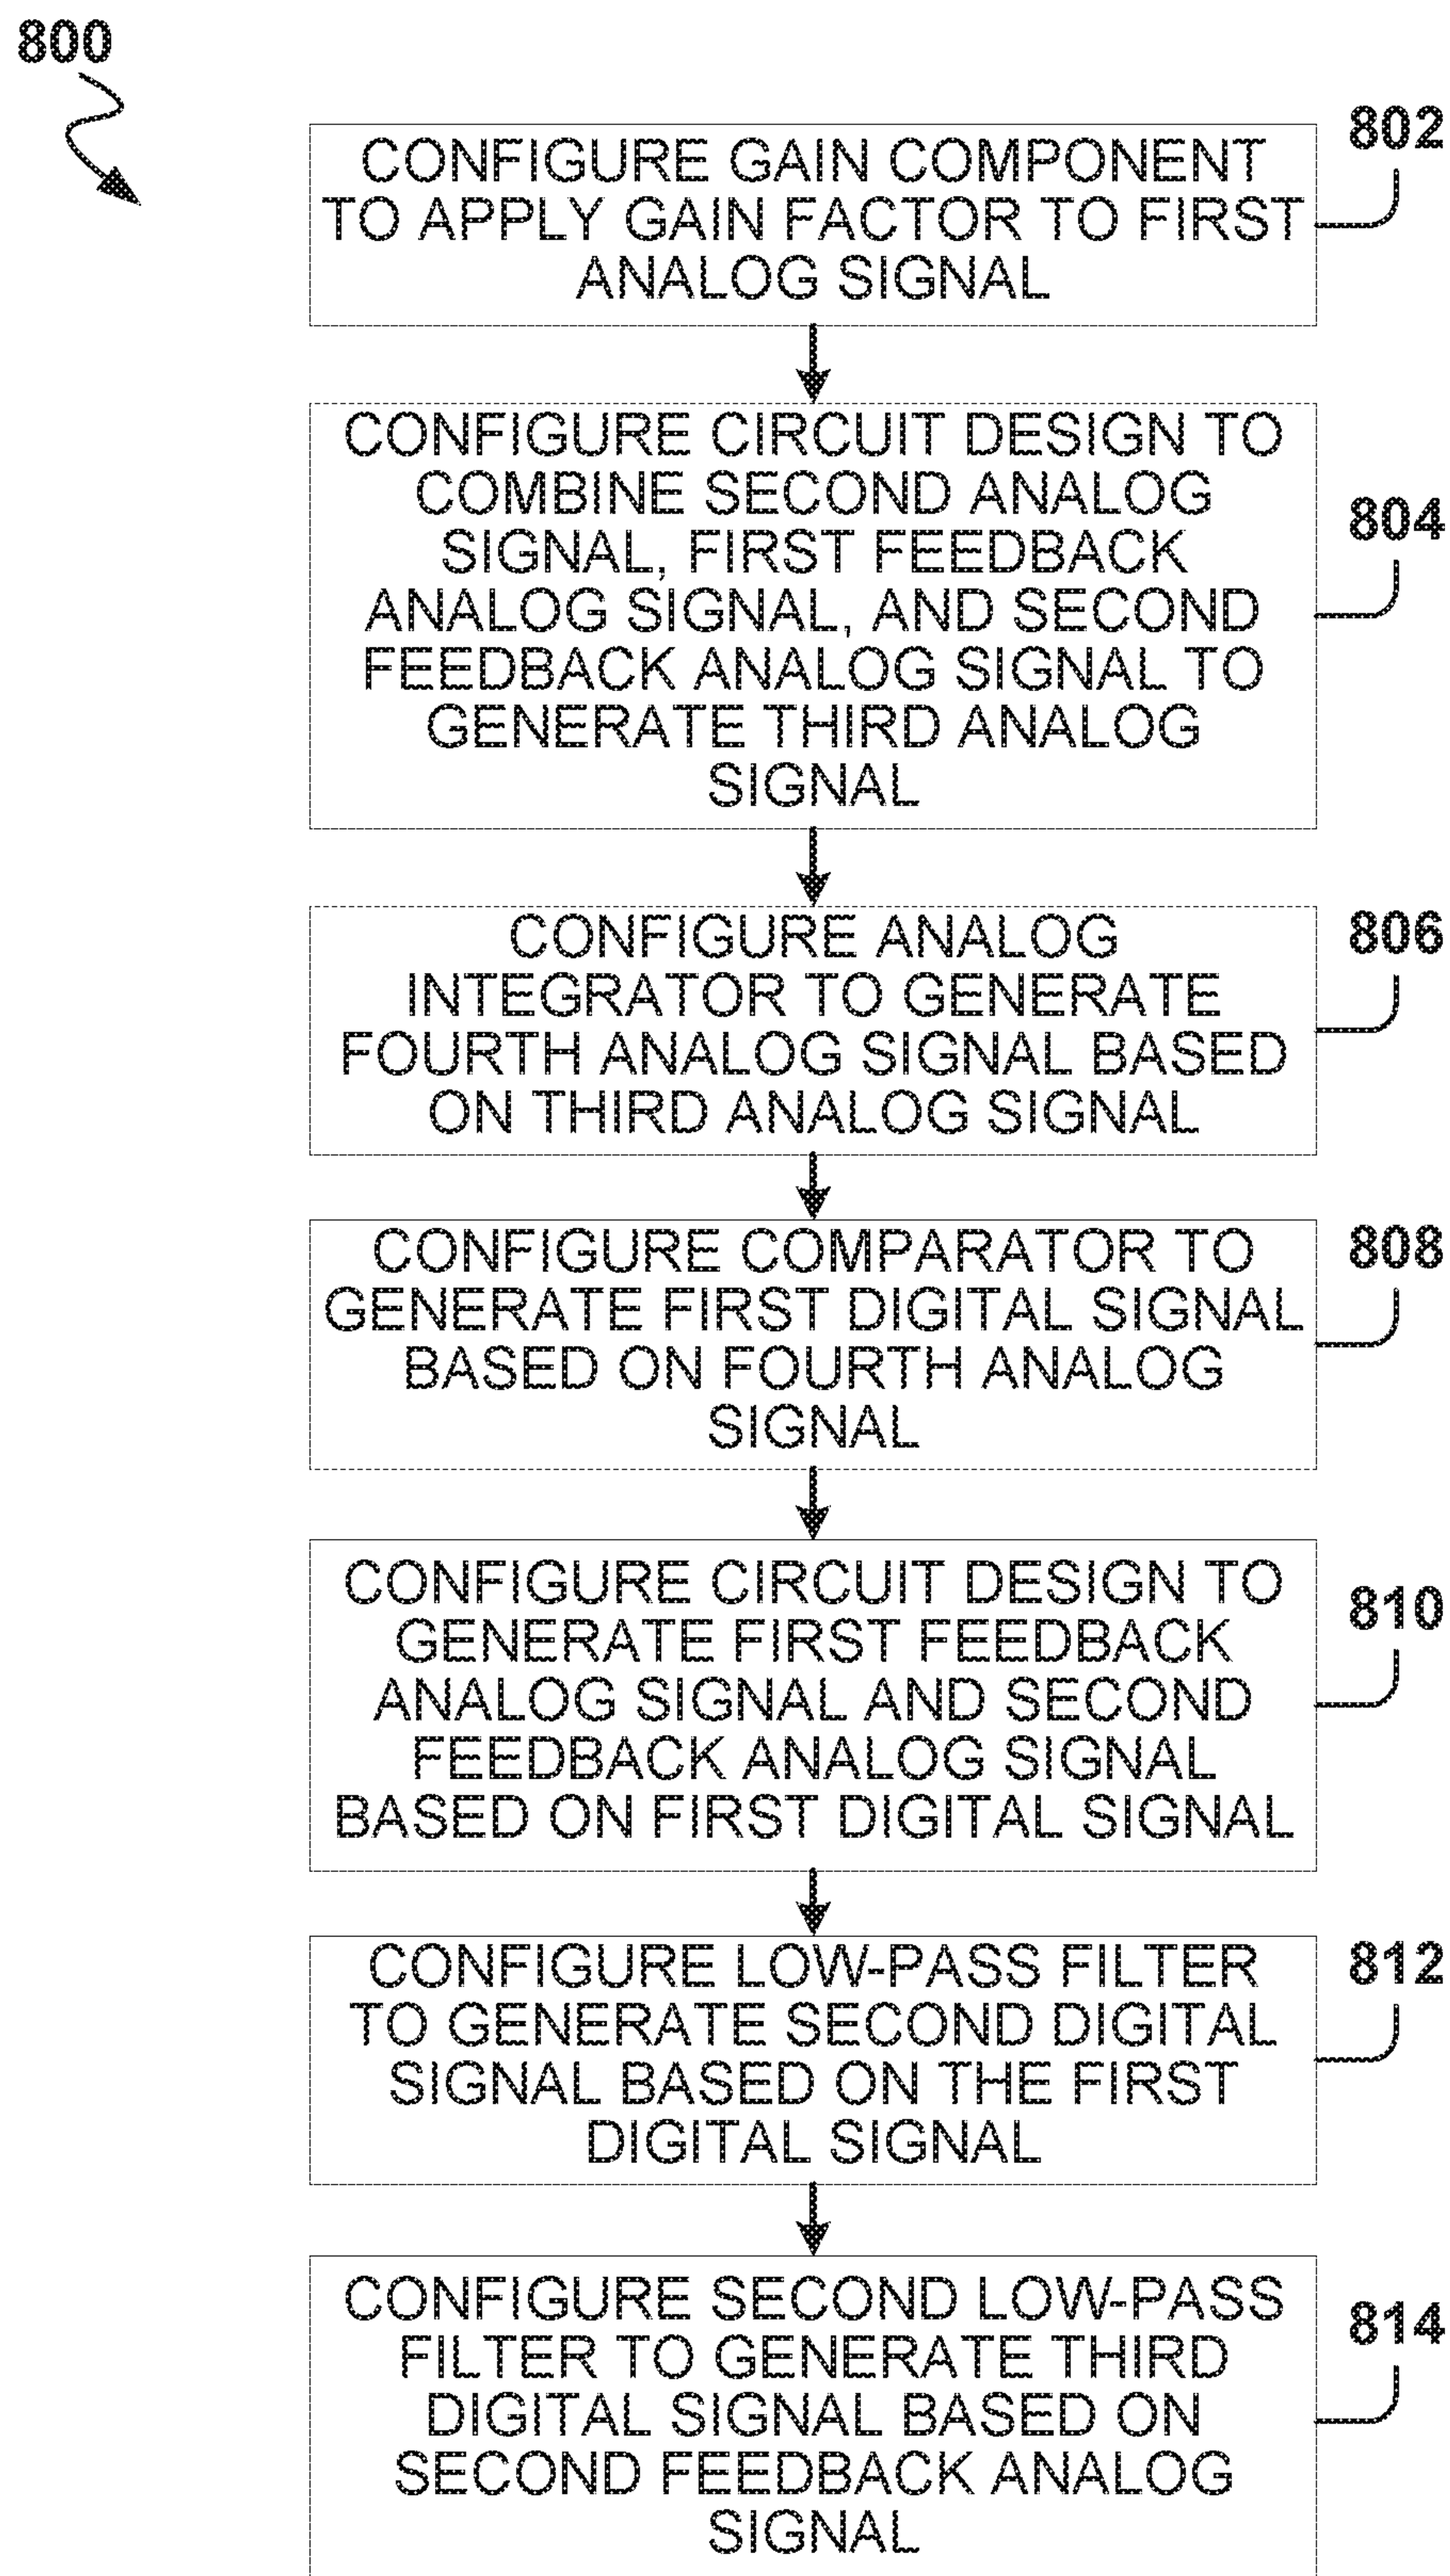 800
802
CONFIGURE GAIN COMPONENT
TO APPLY GAIN FACTOR TO FIRST
ANALOG SIGNAL
804
CONFIGURE CIRCUIT DESIGN TO
COMBINE SECOND ANALOG
SIGNAL, FIRST FEEDBACK
ANALOG SIGNAL, AND SECOND
FEEDBACK ANALOG SIGNAL TO
GENERATE THIRD ANALOG
SIGNAL
806
CONFIGURE ANALOG
INTEGRATOR TO GENERATE
FOURTH ANALOG SIGNAL BASED
ON THIRD ANALOG SIGNAL
808
CONFIGURE COMPARATOR TO
GENERATE FIRST DIGITAL SIGNAL
BASED ON FOURTH ANALOG
SIGNAL
810
CONFIGURE CIRCUIT DESIGN TO
GENERATE FIRST FEEDBACK
ANALOG SIGNAL AND SECOND
FEEDBACK ANALOG SIGNAL
BASED ON FIRST DIGITAL SIGNAL
812
CONFIGURE LOW-PASS FILTER
TO GENERATE SECOND DIGITAL
SIGNAL BASED ON THE FIRST
DIGITAL SIGNAL
814
CONFIGURE SECOND LOW-PASS
FILTER TO GENERATE THIRD
DIGITAL SIGNAL BASED ON
SECOND FEEDBACK ANALOG
SIGNAL